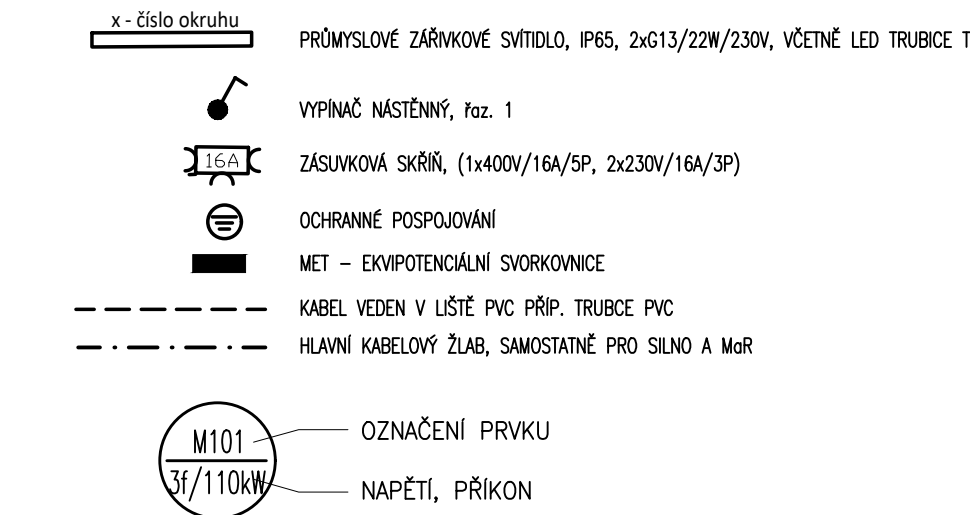 x - číslo okruhu
PRŮMYSLOVÉ ZÁŘIVKOVÉ SVÍTIDLO, IP65, 2xG13/22W/230V, VČETNĚ LED TRUBICE T
VYPÍNAČ NÁSTĚNNÝ, řaz. 1
16A
ZÁSUVKOVÁ SKŘÍŇ, (1x400V/16A/5P, 2x230V/16A/3P)
OCHRANNÉ POSPOJOVÁNÍ
MET – EKVIPOTENCIÁLNÍ SVORKOVNICE
KABEL VEDEN V LIŠTĚ PVC PŘÍP. TRUBCE PVC
HLAVNÍ KABELOVÝ ŽLAB, SAMOSTATNĚ PRO SILNO A MaR
M101
OZNAČENÍ PRVKU
3f/110kW
NAPĚTÍ, PŘÍKON